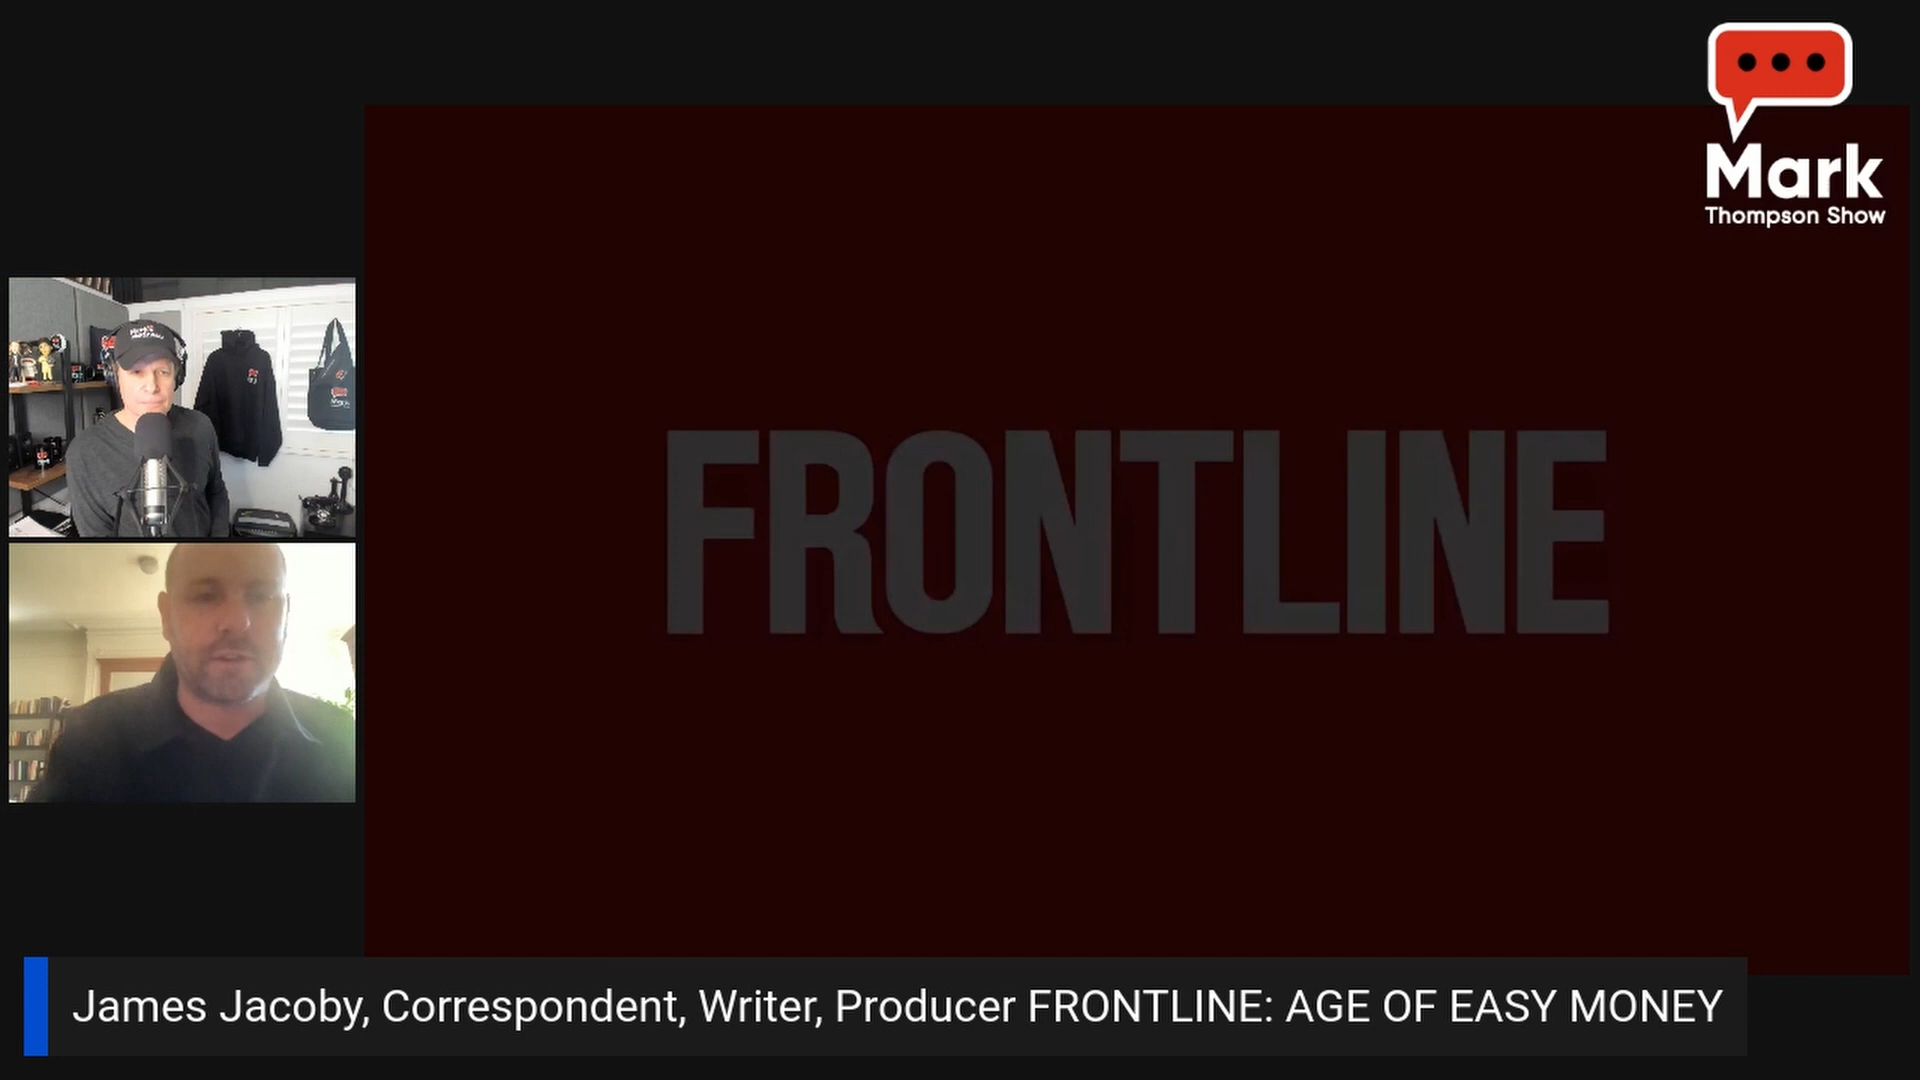 Mark
Thompson Show
FRONTLINE
James Jacoby, Correspondent, Writer, Producer FRONTLINE: AGE OF EASY MONEY